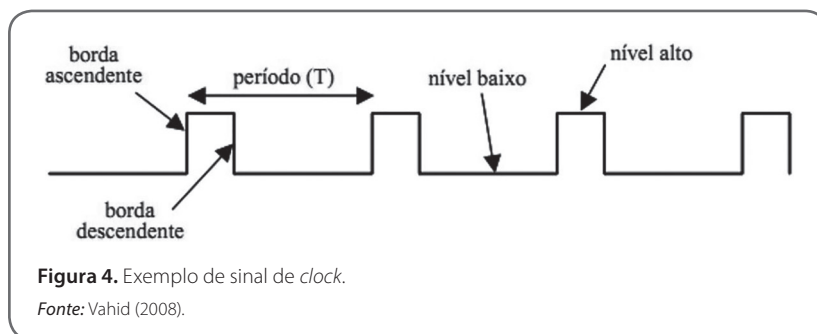 borda
ascendente
período (T)
nível baixo
nível alto
borda
descendente
Figura 4. Exemplo de sinal de clock.
Fonte: Vahid (2008).